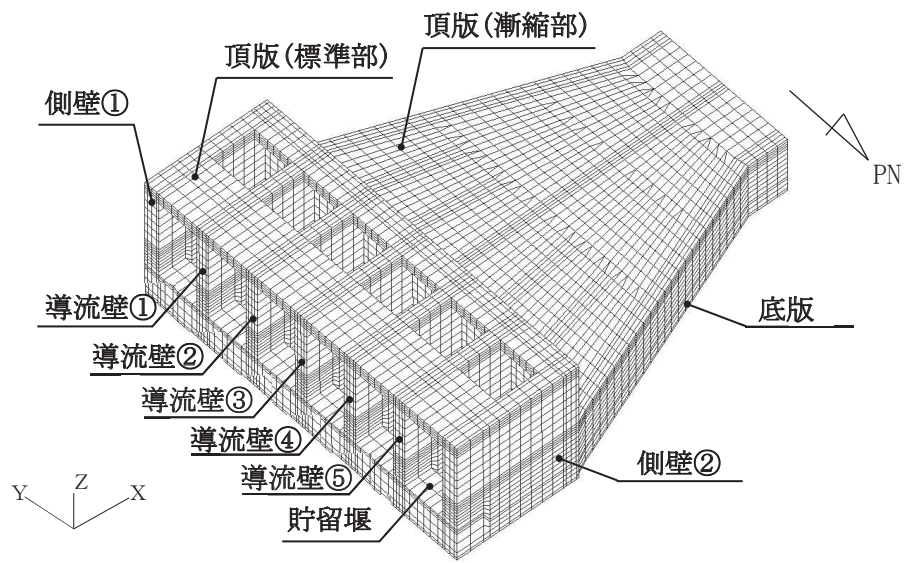 頂版(漸縮部)
頂版(標準部)
側壁①
PN
導流壁①
底版
導流壁②
導流壁③
導流壁④
側壁②
導流壁⑤
貯留堰
Y
Z
X